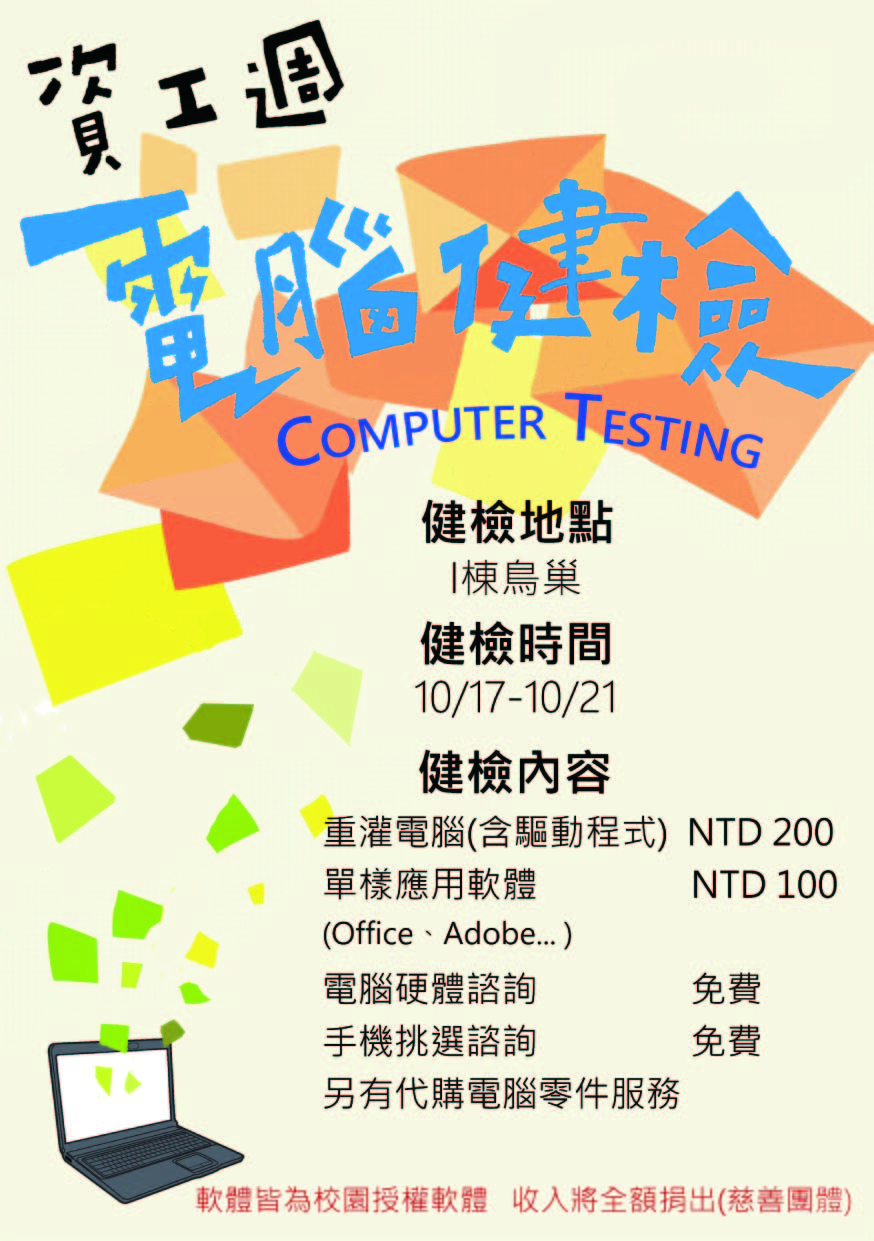 資工週
電腦健檢
COMPUTER TESTING
健檢地點
I棟鳥巢
健檢時間
10/17-10/21
健檢內容
重灌電腦(含驅動程式) NTD 200
單樣應用軟體 NTD 100
(Office、Adobe... )
電腦硬體諮詢 免費
手機挑選諮詢 免費
另有代購電腦零件服務
軟體皆為校園授權軟體 收入將全額捐出(慈善團體)